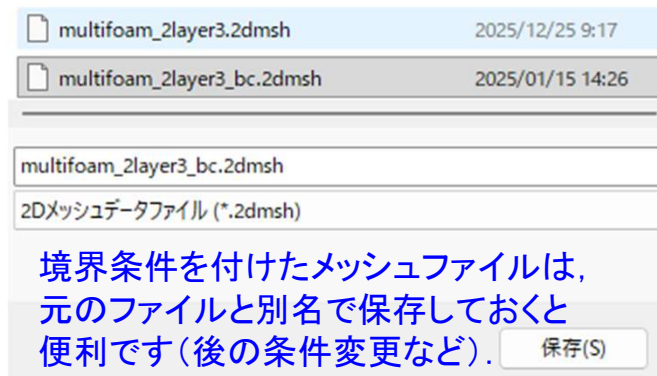 multifoam_2layer3.2dmsh 2025/12/25 9:17
multifoam_2layer3_bc.2dmsh 2025/01/15 14:26
multifoam_2layer3_bc.2dmsh
2Dメッシュデータファイル (*.2dmsh)
境界条件を付けたメッシュファイルは,
元のファイルと別名で保存しておくと
便利です(後の条件変更など).
保存(S)